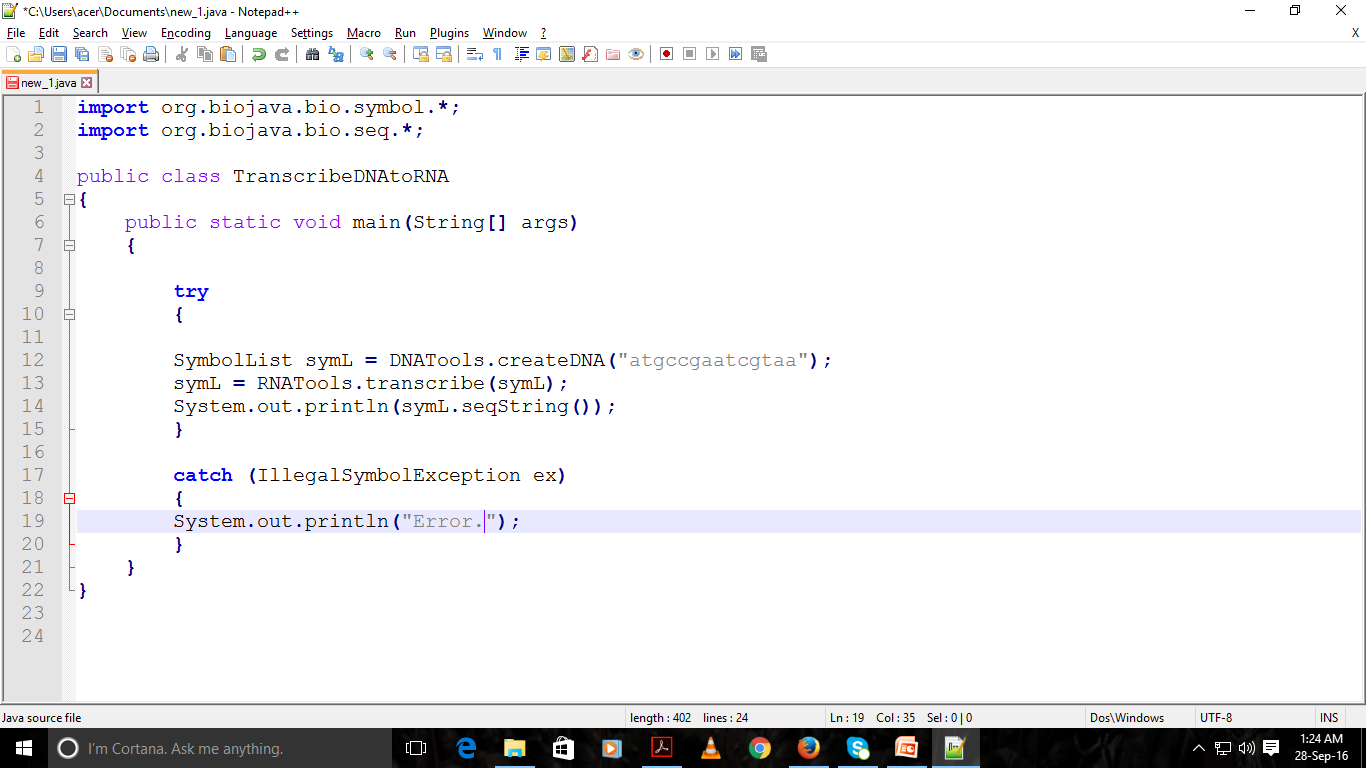 *C:\Users\acer\Documents\new_1.java - Notepad++
File Edit Search View Encoding Language Settings Macro Run Plugins Window ? X
new_1.java
1 import org.biojava.bio.symbol.*;
2 import org.biojava.bio.seq.*;
3
4 public class TranscribeDNAtoRNA
5 {
6 public static void main(String[] args)
7 {
8
9 try
10 {
11
12 SymbolList symL = DNATools.createDNA("atgccgaatcgtaa");
13 symL = RNATools.transcribe(symL);
14 System.out.println(symL.seqString());
15 }
16
17 catch (IllegalSymbolException ex)
18 {
19 System.out.println("Error.");
20 }
21 }
22 }
23
24
Java source file length : 402 lines : 24 Ln : 19 Col : 35 Sel : 0 | 0 Dos\Windows UTF-8 INS
I'm Cortana. Ask me anything. 1:24 AM
28-Sep-16